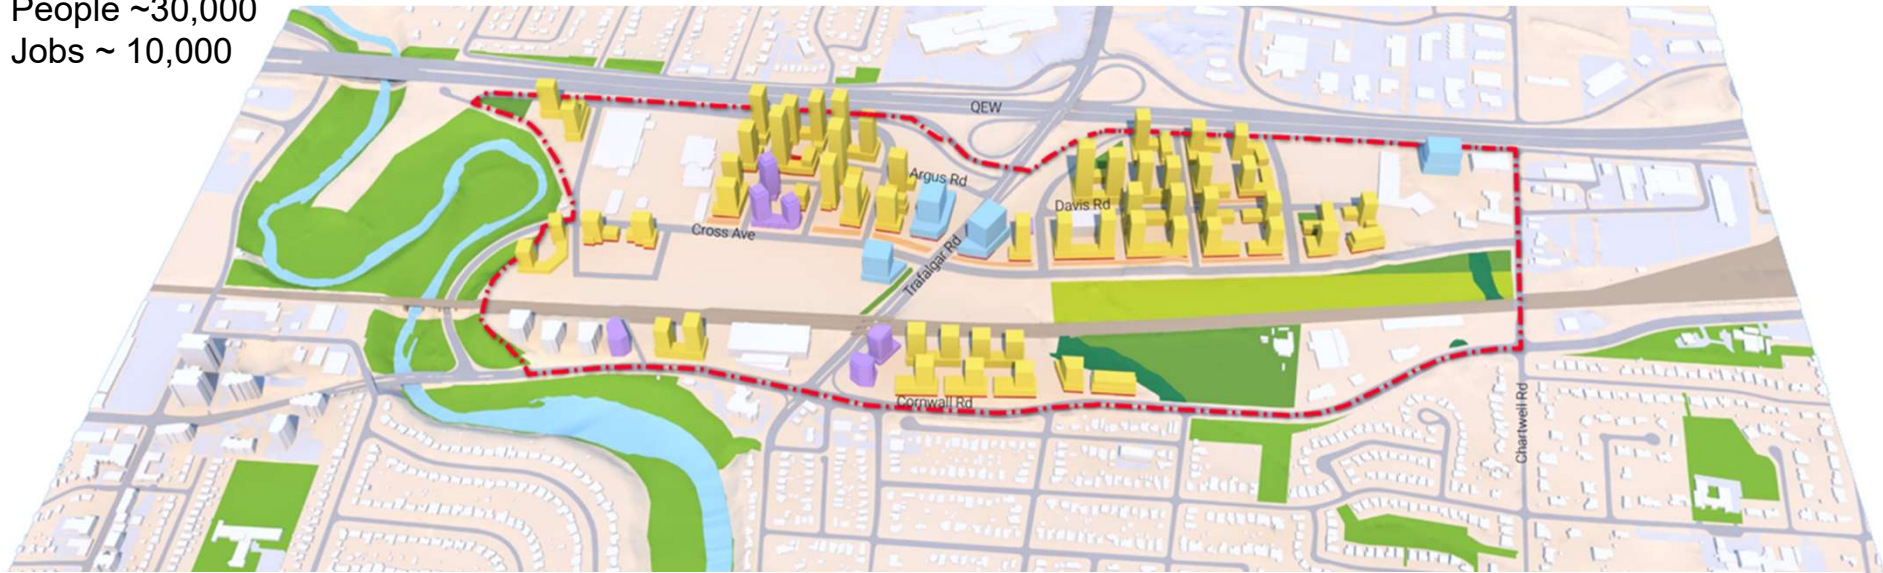 People ~30,000
Jobs ~ 10,000
QEW
Argus Rd
Davis Rd
Cross Ave
Trafalgar Rd
Cornwall Rd
Chartwell Rd